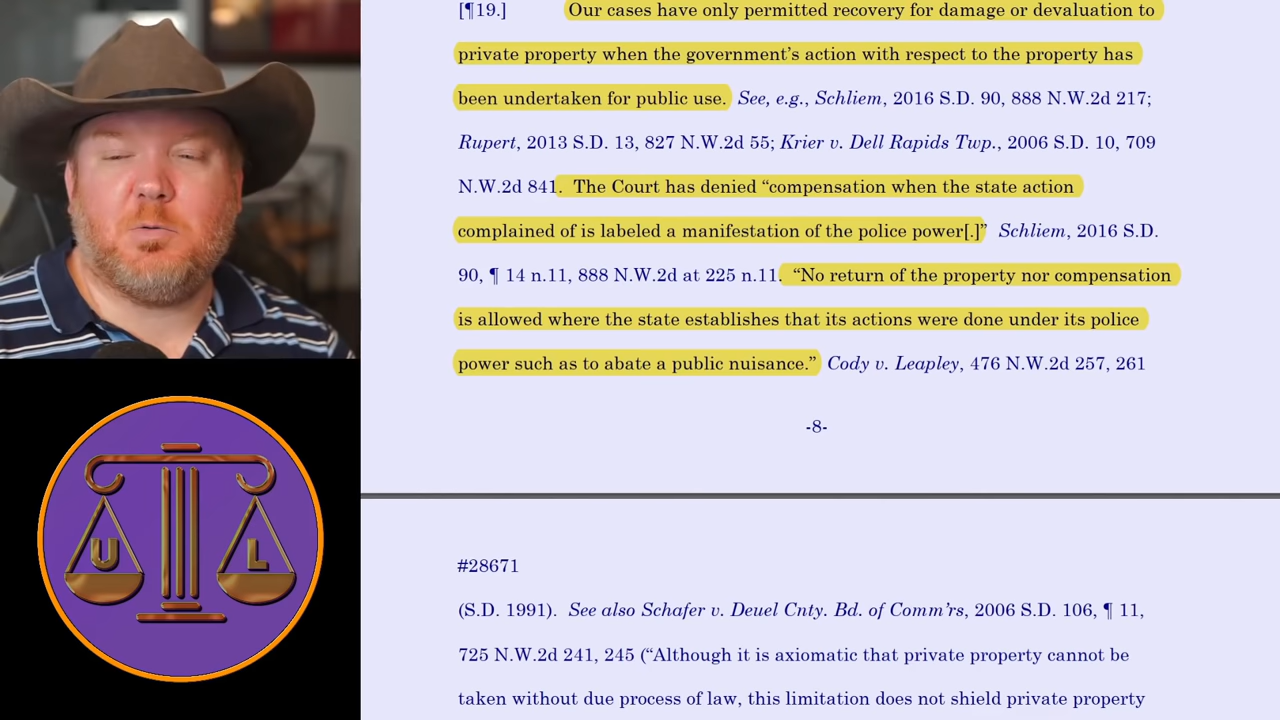 [¶19.] Our cases have only permitted recovery for damage or devaluation to
private property when the government’s action with respect to the property has
been undertaken for public use. See, e.g., Schliem, 2016 S.D. 90, 888 N.W.2d 217;
Rupert, 2013 S.D. 13, 827 N.W.2d 55; Krier v. Dell Rapids Twp., 2006 S.D. 10, 709
N.W.2d 841. The Court has denied “compensation when the state action
complained of is labeled a manifestation of the police power[.]” Schliem, 2016 S.D.
90, ¶ 14 n.11, 888 N.W.2d at 225 n.11. “No return of the property nor compensation
is allowed where the state establishes that its actions were done under its police
power such as to abate a public nuisance.” Cody v. Leapley, 476 N.W.2d 257, 261
-8-
#28671
(S.D. 1991). See also Schafer v. Deuel Cnty. Bd. of Comm’rs, 2006 S.D. 106, ¶ 11,
725 N.W.2d 241, 245 (“Although it is axiomatic that private property cannot be
taken without due process of law, this limitation does not shield private property
U L